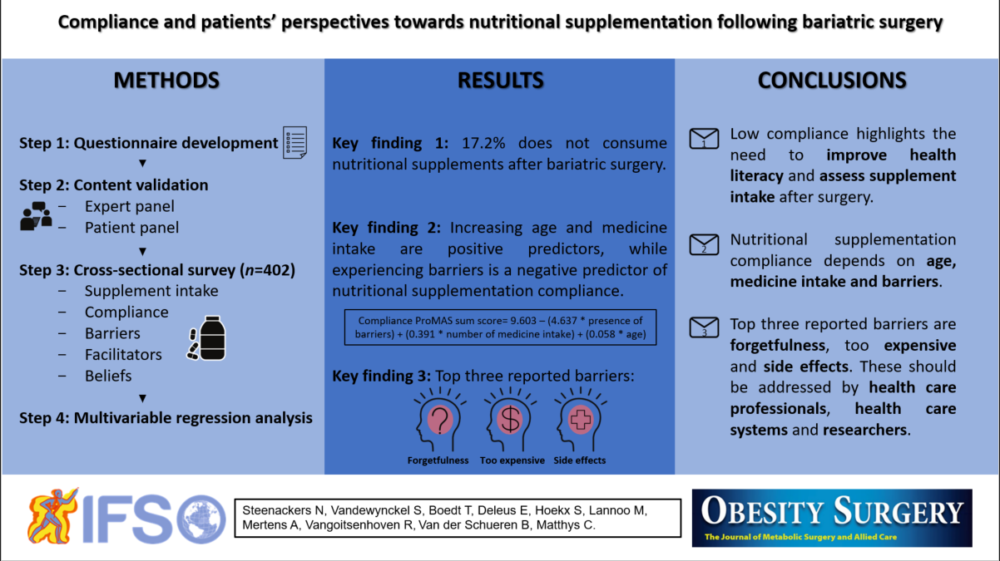 Compliance and patients’ perspectives towards nutritional supplementation following bariatric surgery
METHODS
Step 1: Questionnaire development
Step 2: Content validation
– Expert panel
– Patient panel
Step 3: Cross-sectional survey (n=402)
– Supplement intake
– Compliance
– Barriers
– Facilitators
– Beliefs
Step 4: Multivariable regression analysis
RESULTS
Key finding 1: 17.2% does not consume
nutritional supplements after bariatric surgery.
Key finding 2: Increasing age and medicine
intake are positive predictors, while
experiencing barriers is a negative predictor of
nutritional supplementation compliance.
Compliance ProMAS sum score= 9.603 – (4.637 * presence of
barriers) + (0.391 * number of medicine intake) + (0.058 * age)
Key finding 3: Top three reported barriers:
?
$
Forgetfulness Too expensive Side effects
CONCLUSIONS
1
Low compliance highlights the
need to improve health
literacy and assess supplement
intake after surgery.
2
Nutritional supplementation
compliance depends on age,
medicine intake and barriers.
3
Top three reported barriers are
forgetfulness, too expensive
and side effects. These should
be addressed by health care
professionals, health care
systems and researchers.
IFSO
Steenackers N, Vandewynckel S, Boedt T, Deleus E, Hoekx S, Lannoo M,
Mertens A, Vangoitsenhoven R, Van der Schueren B, Matthys C.
OBESITY SURGERY
The Journal of Metabolic Surgery and Allied Care